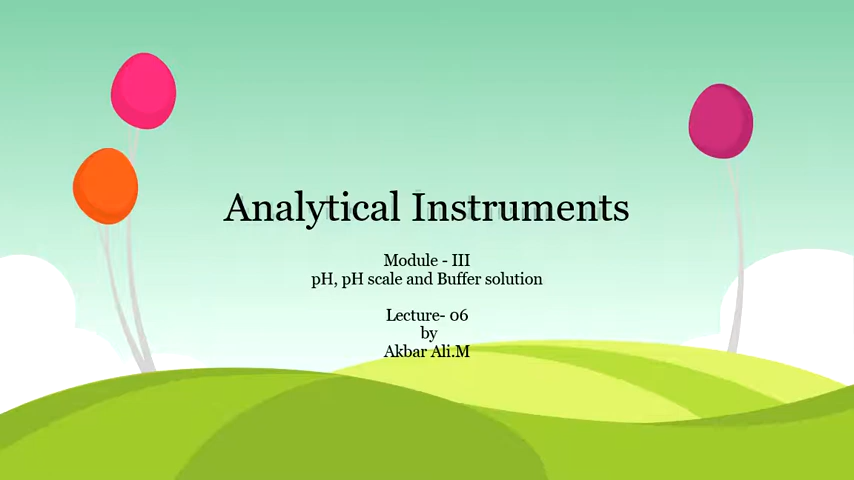 Analytical Instruments
Module - III
pH, pH scale and Buffer solution
Lecture- 06
by
Akbar Ali.M